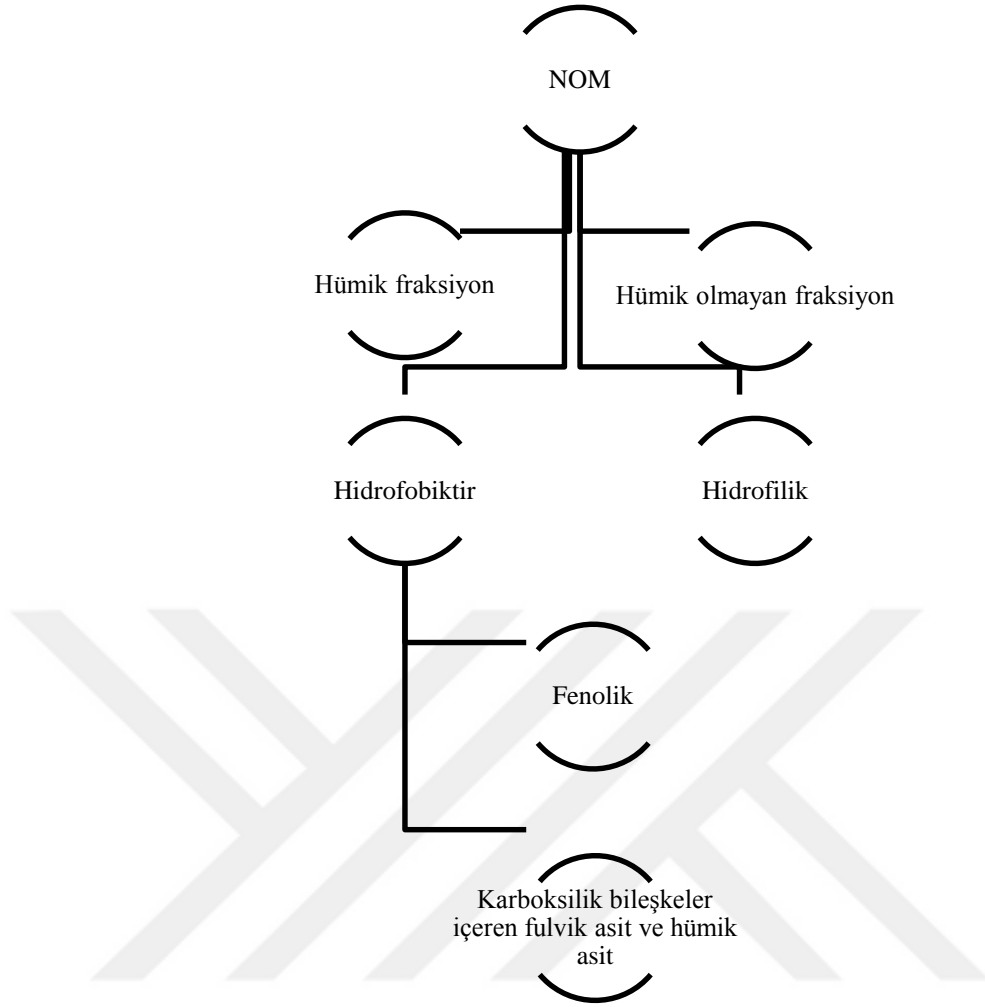 NOM
Hümik fraksiyon
Hümik olmayan fraksiyon
Hidrofobiktir
Hidrofilik
Fenolik
Karboksilik bileşkeler
içeren fulvik asit ve hümik
asit